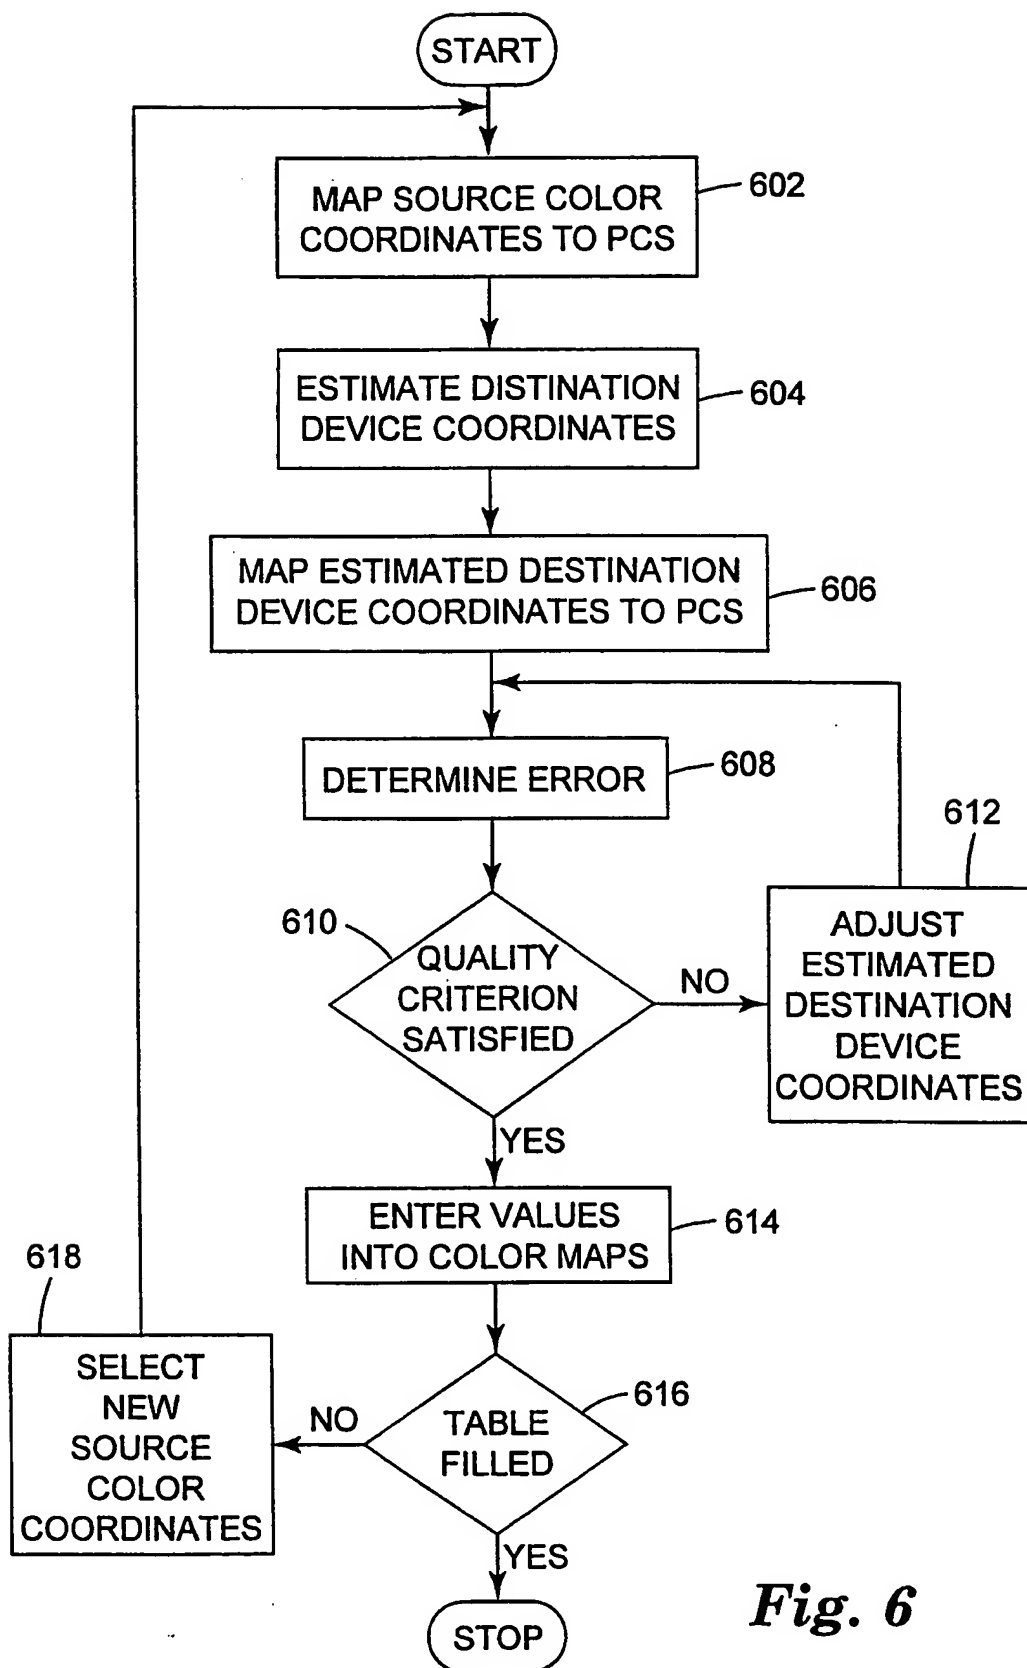 START
MAP SOURCE COLOR
COORDINATES TO PCS
602
ESTIMATE DISTINATION
DEVICE COORDINATES
604
MAP ESTIMATED DESTINATION
DEVICE COORDINATES TO PCS
606
DETERMINE ERROR
608
610
QUALITY
CRITERION
SATISFIED
NO
612
ADJUST
ESTIMATED
DESTINATION
DEVICE
COORDINATES
YES
ENTER VALUES
INTO COLOR MAPS
614
616
TABLE
FILLED
NO
618
SELECT
NEW
SOURCE
COLOR
COORDINATES
YES
STOP
Fig. 6